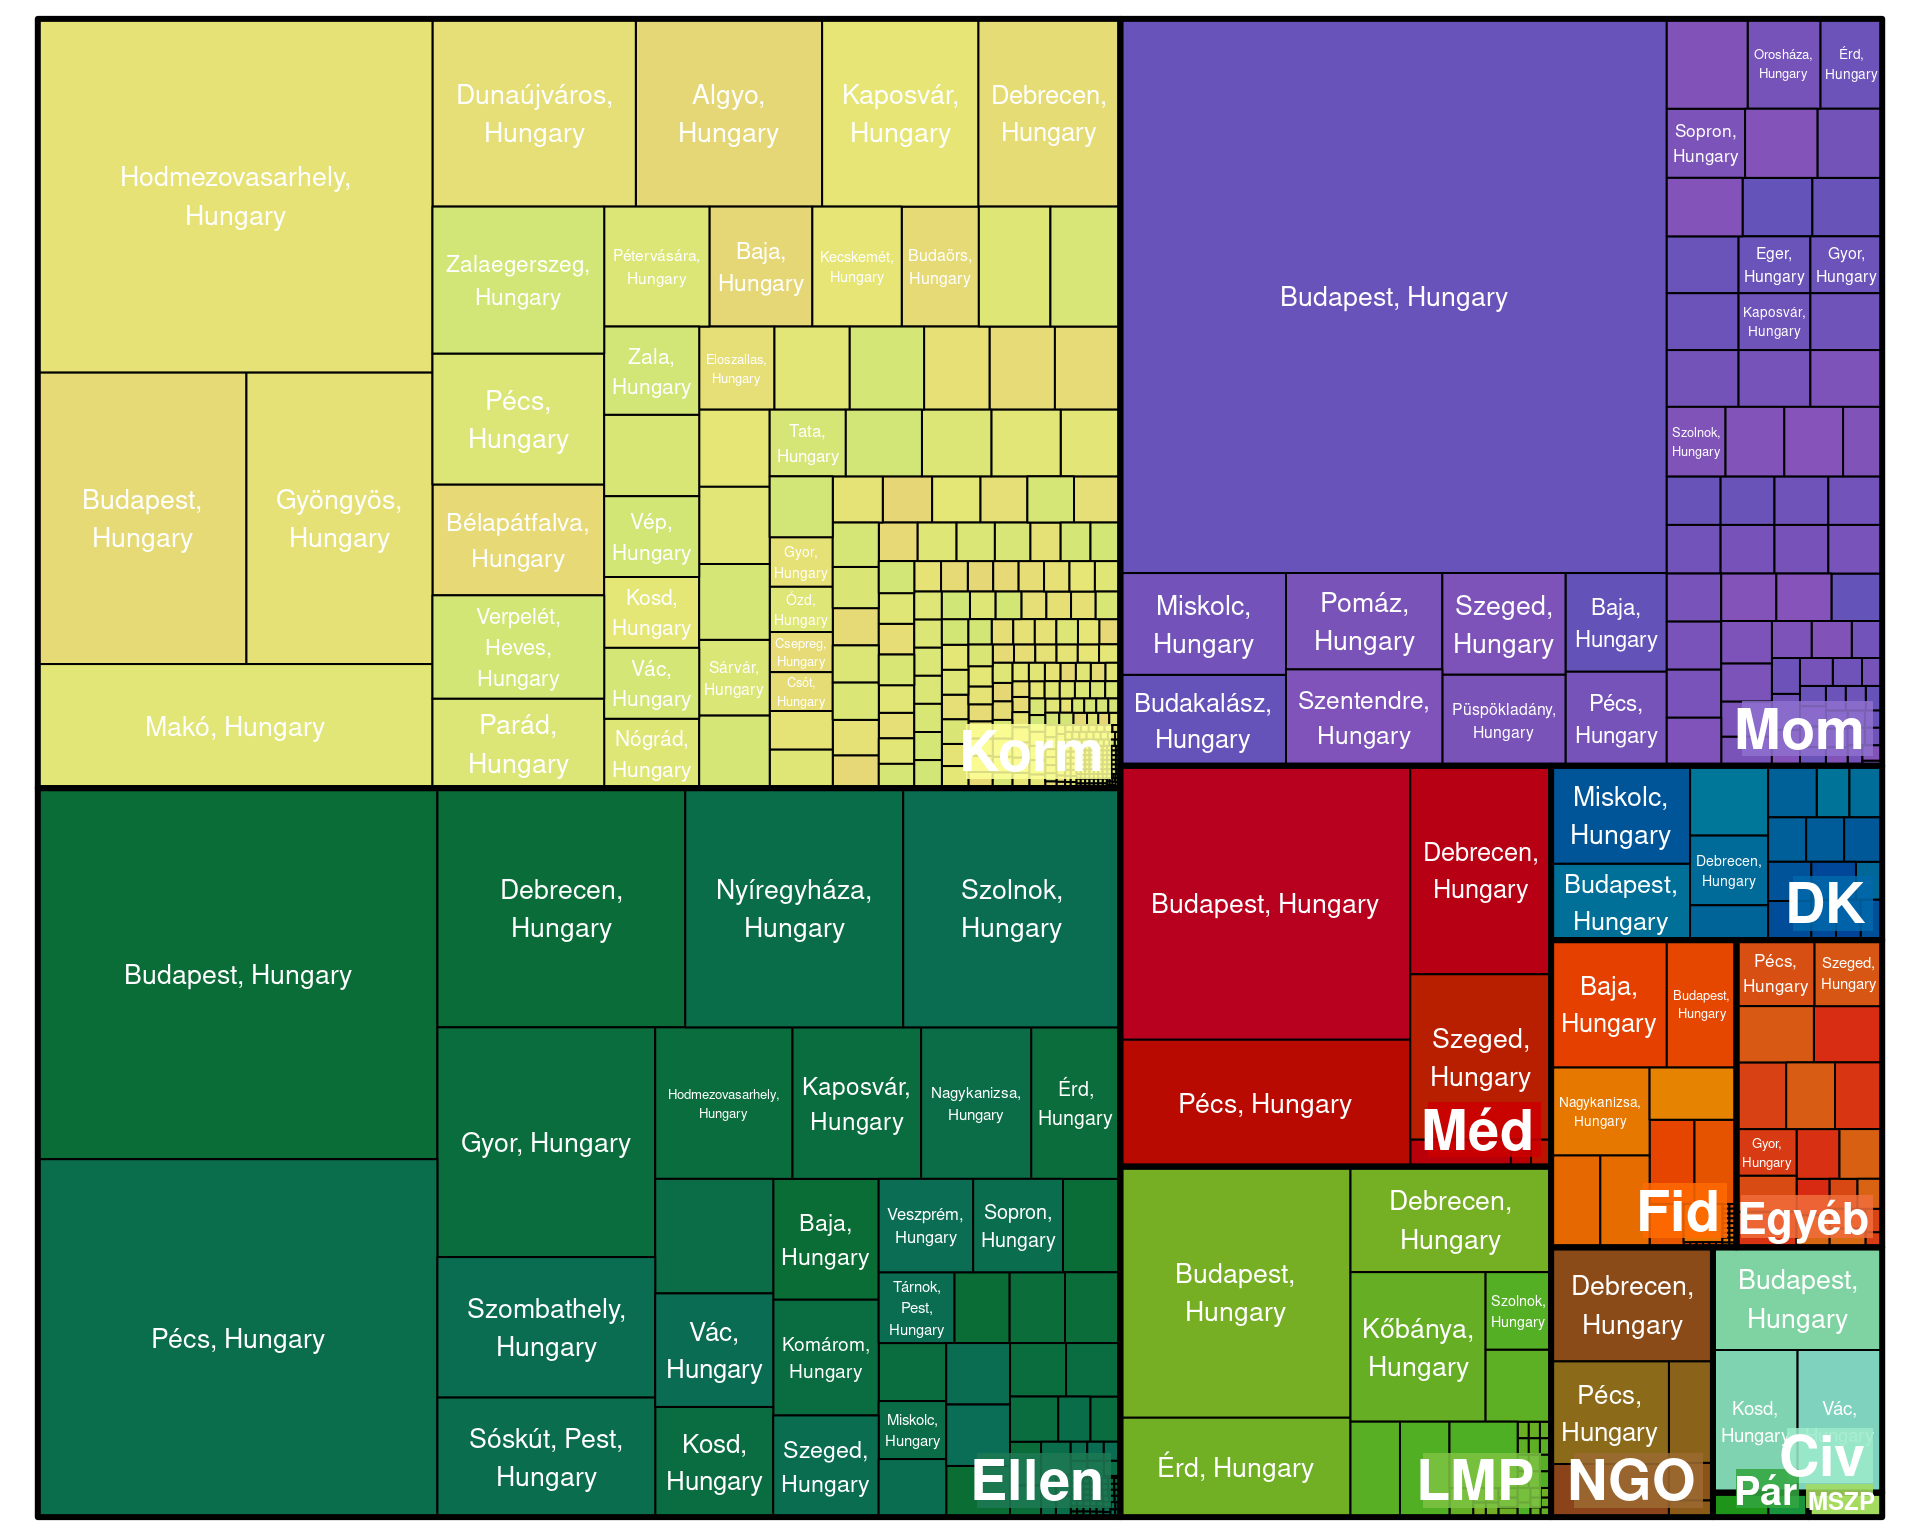 Hodmezovasarhely,
Hungary
Budapest,
Hungary
Gyöngyös,
Hungary
Makó, Hungary
Dunaújváros,
Hungary
Algyo,
Hungary
Kaposvár,
Hungary
Debrecen,
Hungary
Zalaegerszeg,
Hungary
Pécs,
Hungary
Bélapátfalva,
Hungary
Verpelét,
Heves,
Hungary
Parád,
Hungary
Pétervására,
Hungary
Baja,
Hungary
Kecskemét,
Hungary
Budaörs,
Hungary
Zala,
Hungary
Eloszallas,
Hungary
Vép,
Hungary
Kosd,
Hungary
Vác,
Hungary
Nógrád,
Hungary
Sárvár,
Hungary
Tata,
Hungary
Gyor,
Hungary
Ózd,
Hungary
Csepreg,
Hungary
Csót,
Hungary
Korm
Budapest, Hungary
Pécs, Hungary
Debrecen,
Hungary
Nyíregyháza,
Hungary
Szolnok,
Hungary
Gyor, Hungary
Szombathely,
Hungary
Sóskút, Pest,
Hungary
Hodmezovasarhely,
Hungary
Kaposvár,
Hungary
Nagykanizsa,
Hungary
Érd,
Hungary
Vác,
Hungary
Kosd,
Hungary
Baja,
Hungary
Komárom,
Hungary
Szeged,
Hungary
Veszprém,
Hungary
Sopron,
Hungary
Tárnok,
Pest,
Hungary
Miskolc,
Hungary
Ellen
Budapest, Hungary
Miskolc,
Hungary
Budakalász,
Hungary
Pomáz,
Hungary
Szentendre,
Hungary
Szeged,
Hungary
Püspökladány,
Hungary
Baja,
Hungary
Pécs,
Hungary
Orosháza,
Hungary
Érd,
Hungary
Sopron,
Hungary
Eger,
Hungary
Gyor,
Hungary
Kaposvár,
Hungary
Szolnok,
Hungary
Mom
Budapest, Hungary
Pécs, Hungary
Debrecen,
Hungary
Szeged,
Hungary
Méd
Budapest,
Hungary
Érd, Hungary
Debrecen,
Hungary
Kőbánya,
Hungary
Szolnok,
Hungary
LMP
Miskolc,
Hungary
Budapest,
Hungary
Debrecen,
Hungary
DK
Baja,
Hungary
Budapest,
Hungary
Nagykanizsa,
Hungary
Fid
Pécs,
Hungary
Szeged,
Hungary
Gyor,
Hungary
Egyéb
Debrecen,
Hungary
Pécs,
Hungary
NGO
Budapest,
Hungary
Kosd,
Hungary
Vác,
Hungary
Civ
Pár
MSZP